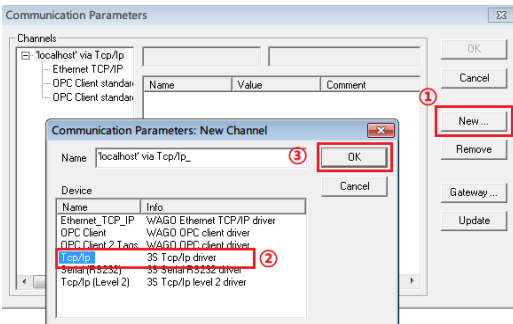 Communication Parameters
Channels
'localhost' via Tcp/Ip
Ethernet TCP/IP
OPC Client standar
OPC Client standar
Name Value Comment
OK
Cancel
①
New ...
Remove
Gateway ...
Update
Communication Parameters: New Channel
Name 'localhost' via Tcp/Ip_
③
OK
Cancel
Device
Name Info
Ethernet_TCP_IP WAGO Ethernet TCP/IP driver
OPC Client WAGO OPC client driver
OPC Client 2 Tags WAGO OPC client driver
Tcp/Ip 3S Tcp/Ip driver
②
Serial (RS232) 3S Serial RS232 driver
Tcp/Ip (Level 2) 3S Tcp/Ip level 2 driver